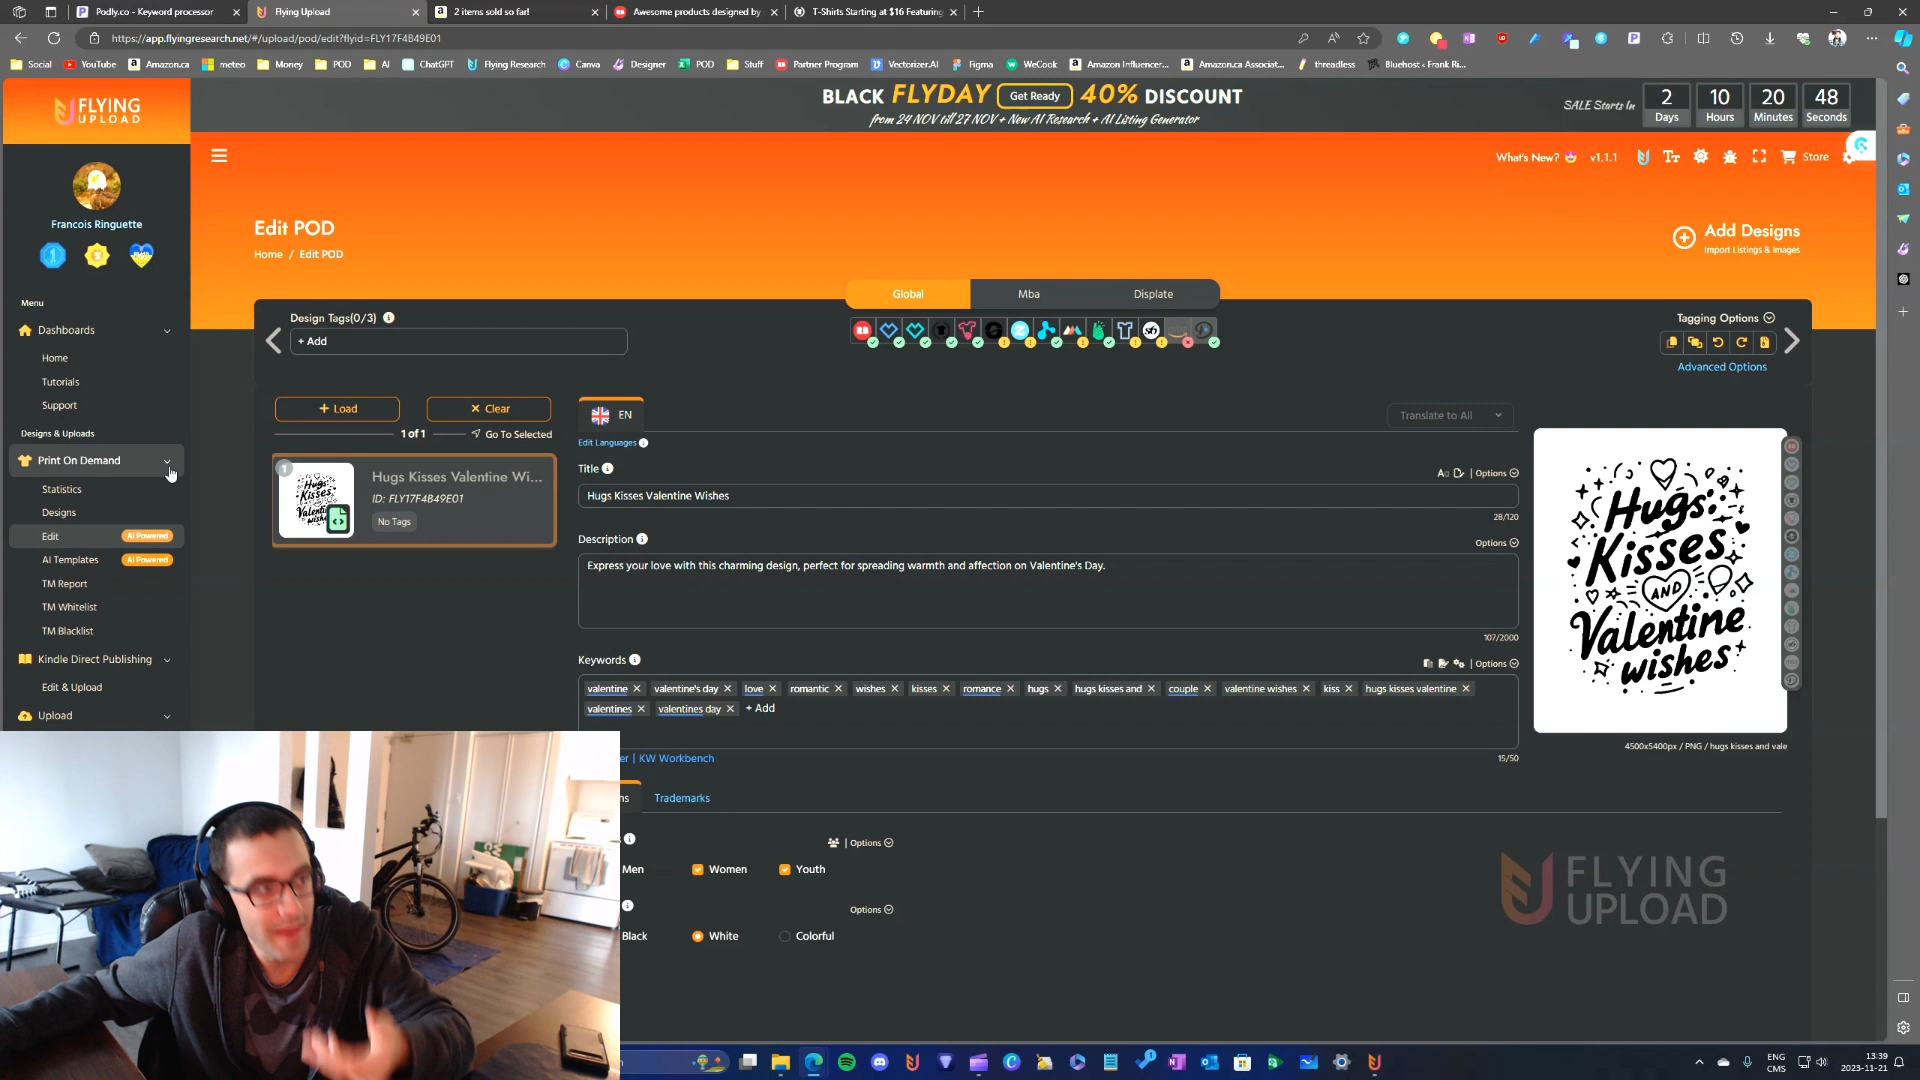 Podly.co - Keyword processor
Flying Upload
2 items sold so far!
Awesome products designed by
T-Shirts Starting at $16 Featuring
https://app.flyingresearch.net/#/upload/pod/edit?flyid=FLY17F4B49E01
Social
YouTube
Amazon.ca
meteo
Money
POD
AI
ChatGPT
Flying Research
Canva
Designer
POD
Stuff
Partner Program
Vectorizer.AI
Figma
WeCook
Amazon Influencer...
Amazon.ca Associat...
threadless
Bluehost - Frank Ri...
FLYING
UPLOAD
BLACK FLYDAY Get Ready 40% DISCOUNT
from 24 NOV till 27 NOV + New AI Research + AI Listing Generator
SALE Starts In
2 Days
10 Hours
20 Minutes
48 Seconds
What's New?
v1.1.1
Store
Francois Ringuette
Edit POD
Home / Edit POD
Add Designs
Import Listings & Images
Menu
Dashboards
Home
Tutorials
Support
Designs & Uploads
Print On Demand
Statistics
Designs
Edit AI Powered
AI Templates AI Powered
TM Report
TM Whitelist
TM Blacklist
Kindle Direct Publishing
Edit & Upload
Upload
Global
Mba
Displate
Design Tags(0/3)
+ Add
Tagging Options
Advanced Options
+ Load
× Clear
1 of 1
Go To Selected
1
Hugs Kisses Valentine Wi...
ID: FLY17F4B49E01
No Tags
EN
Translate to All
Edit Languages
Title
Options
Hugs Kisses Valentine Wishes
28/120
Description
Options
Express your love with this charming design, perfect for spreading warmth and affection on Valentine's Day.
107/2000
Keywords
Options
valentine × valentine's day × love × romantic × wishes × kisses × romance × hugs × hugs kisses and × couple × valentine wishes × kiss × hugs kisses valentine ×
valentines × valentines day × + Add
KW Workbench
15/50
Trademarks
Options
Men
Women
Youth
Options
Black
White
Colorful
Hugs
Kisses
AND
Valentine
wishes
4500x5400px / PNG / hugs kisses and vale
FLYING
UPLOAD
ENG
CMS
13:39
2023-11-21